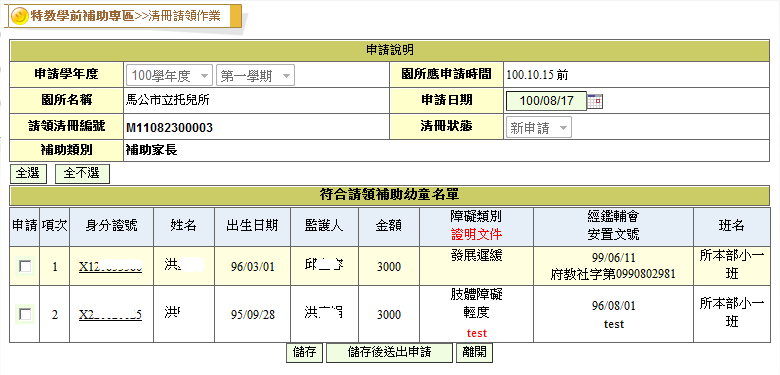 特教學前補助專區>>清冊請領作業
申請說明
申請學年度 100學年度 第一學期 園所應申請時間 100.10.15 前
園所名稱 馬公市立托兒所 申請日期 100/08/17
請領清冊編號 M11082300003 清冊狀態 新申請
補助類別 補助家長
全選 全不選
符合請領補助幼童名單
申請 項次 身分證號 姓名 出生日期 監護人 金額 障礙類別 經鑑輔會 班名
證明文件 安置文號
1 洪 96/03/01 邱 3000 發展遲緩 99/06/11 所本部小一
府教社字第0990802981 班
2 洪 95/09/28 洪 3000 肢體障礙 96/08/01 所本部小一
輕度 test 班
test
儲存 儲存後送出申請 離開